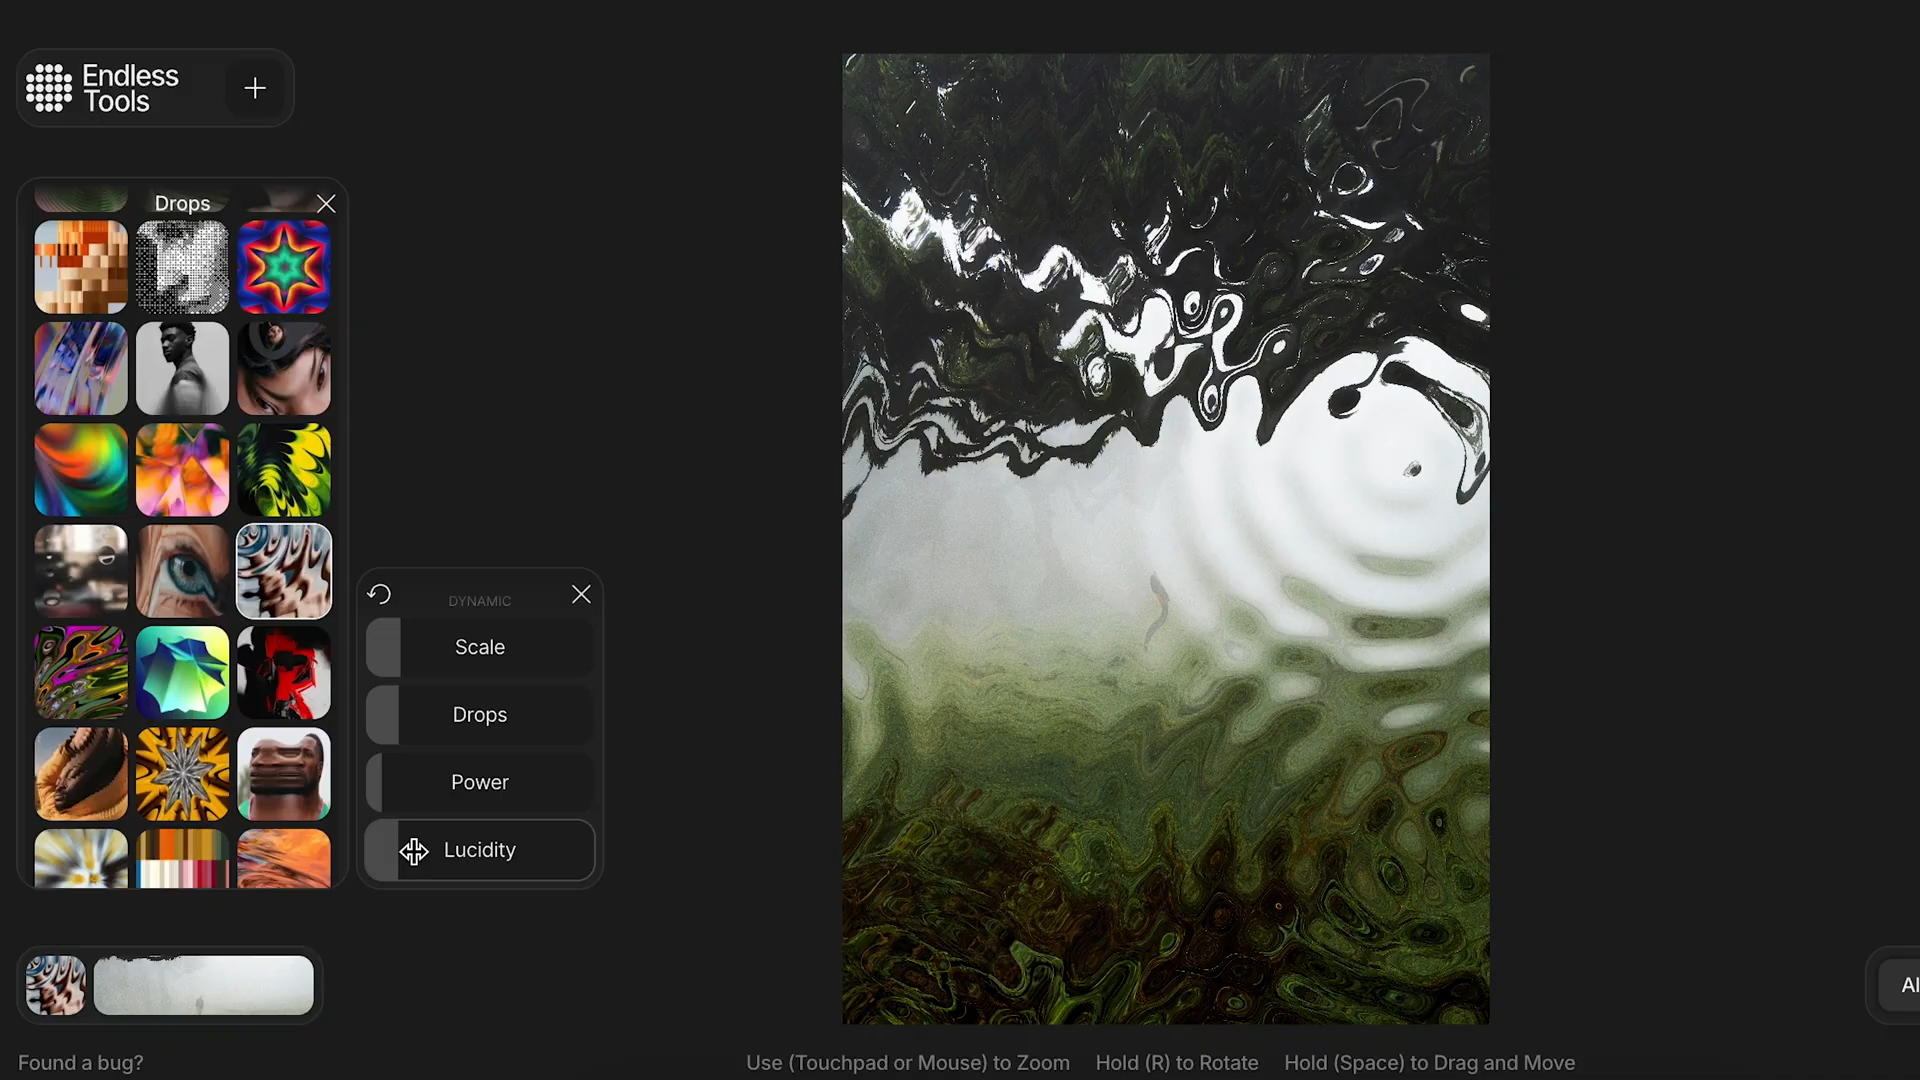 Endless
Tools
Drops
DYNAMIC
Scale
Drops
Power
Lucidity
AI
Found a bug?
Use (Touchpad or Mouse) to Zoom Hold (R) to Rotate Hold (Space) to Drag and Move